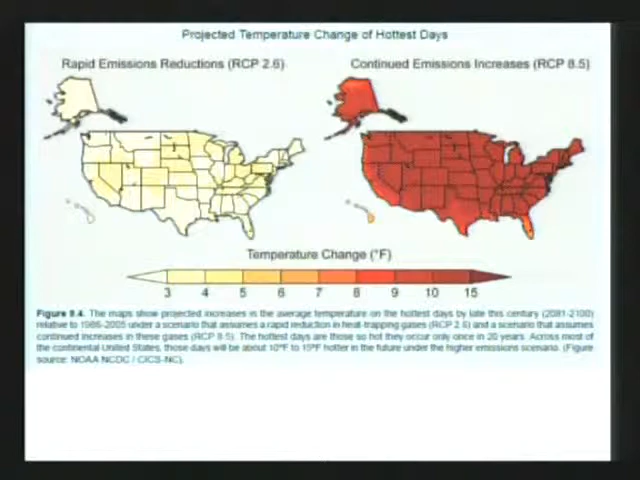 Projected Temperature Change of Hottest Days
Rapid Emissions Reductions (RCP 2.6)
Continued Emissions Increases (RCP 8.5)
Temperature Change (°F)
3 4 5 6 7 8 9 10 15
Figure 8.4. The maps show projected increases in the average temperature on the hottest days by late this century (2081-2100)
relative to 1986-2005 under a scenario that assumes a rapid reduction in heat-trapping gases (RCP 2.6) and a scenario that assumes
continued increases in these gases (RCP 8.5). The hottest days are those so hot they occur only once in 20 years. Across most of
the continental United States, those days will be about 10°F to 15°F hotter in the future under the higher emissions scenario. (Figure
source: NOAA NCDC / CICS-NC).